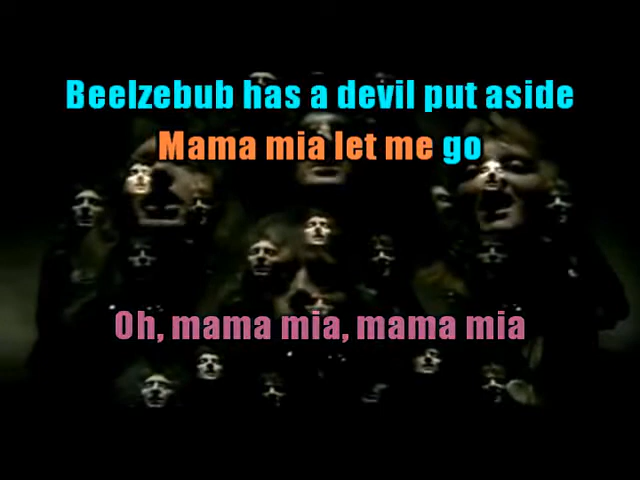 Beelzebub has a devil put aside
Mama mia let me go
Oh, mama mia, mama mia